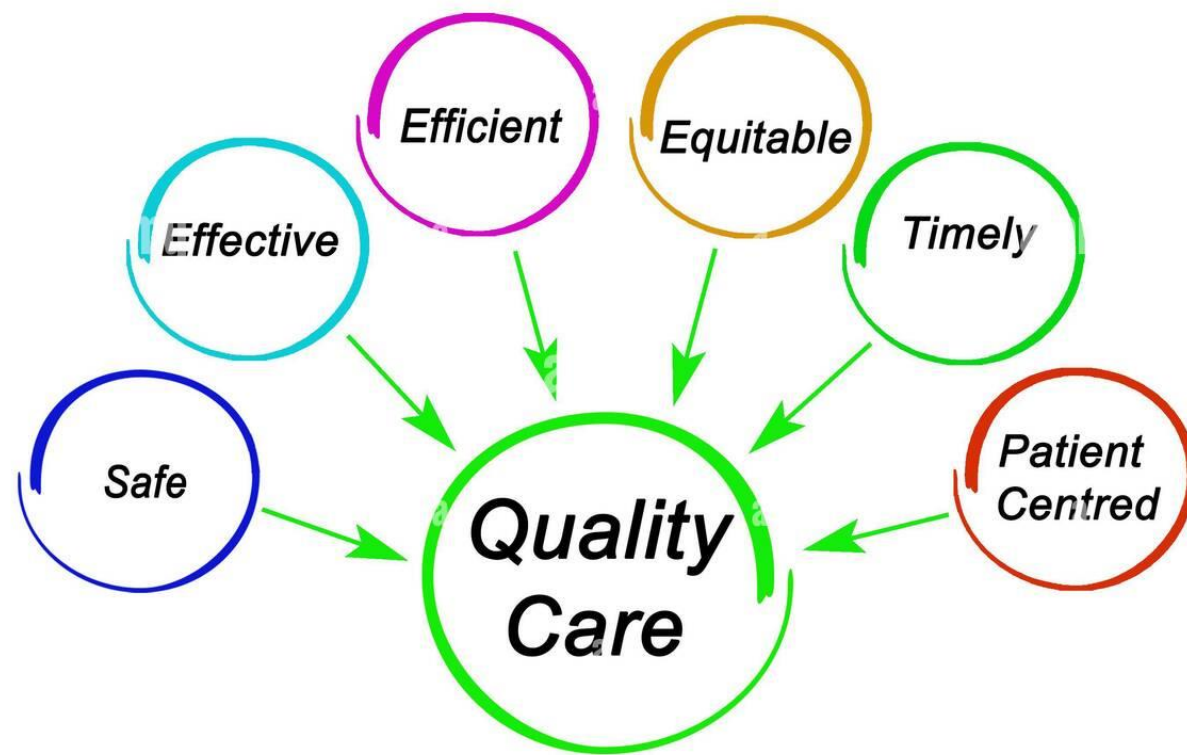 Safe
Effective
Efficient
Equitable
Timely
Patient
Centred
Quality
Care